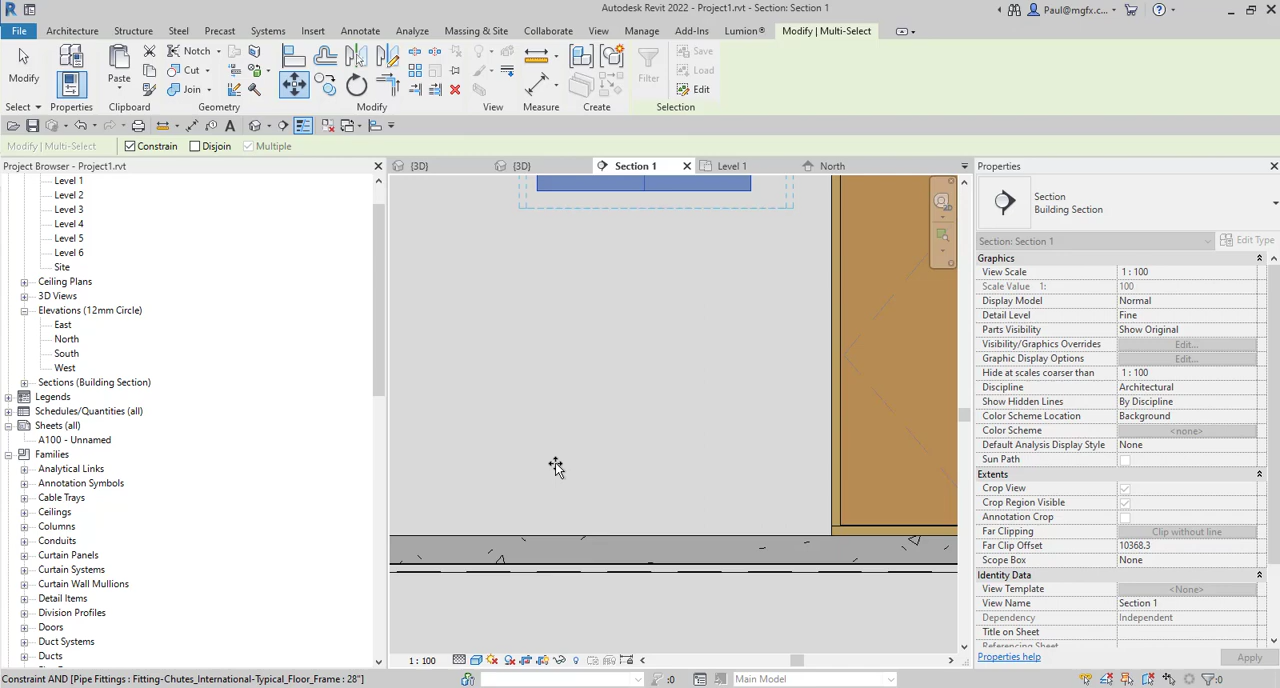 Autodesk Revit 2022 - Project1.rvt - Section: Section 1
Paul@mgfx.c...
File
Architecture
Structure
Steel
Precast
Systems
Insert
Annotate
Analyze
Massing & Site
Collaborate
View
Manage
Add-Ins
Lumion®
Modify | Multi-Select
Modify
Paste
Notch
Cut
Join
Filter
Save
Load
Edit
Select
Properties
Clipboard
Geometry
Modify
View
Measure
Create
Selection
Modify | Multi-Select
Constrain
Disjoin
Multiple
Project Browser - Project1.rvt
{3D}
{3D}
Section 1
Level 1
North
Properties
Level 1
Level 2
Level 3
Level 4
Level 5
Level 6
Site
Ceiling Plans
3D Views
Elevations (12mm Circle)
East
North
South
West
Sections (Building Section)
Legends
Schedules/Quantities (all)
Sheets (all)
A100 - Unnamed
Families
Analytical Links
Annotation Symbols
Cable Trays
Ceilings
Columns
Conduits
Curtain Panels
Curtain Systems
Curtain Wall Mullions
Detail Items
Division Profiles
Doors
Duct Systems
Ducts
Section
Building Section
Section: Section 1
Edit Type
Graphics
View Scale 1 : 100
Scale Value 1: 100
Display Model Normal
Detail Level Fine
Parts Visibility Show Original
Visibility/Graphics Overrides Edit...
Graphic Display Options Edit...
Hide at scales coarser than 1 : 100
Discipline Architectural
Show Hidden Lines By Discipline
Color Scheme Location Background
Color Scheme <none>
Default Analysis Display Style None
Sun Path
Extents
Crop View
Crop Region Visible
Annotation Crop
Far Clipping Clip without line
Far Clip Offset 10368.3
Scope Box None
Identity Data
View Template <None>
View Name Section 1
Dependency Independent
Title on Sheet
Referencing Sheet
Properties help
Apply
1 : 100
Constraint AND [Pipe Fittings : Fitting-Chutes_International-Typical_Floor_Frame : 28"]
:0
Main Model
:0